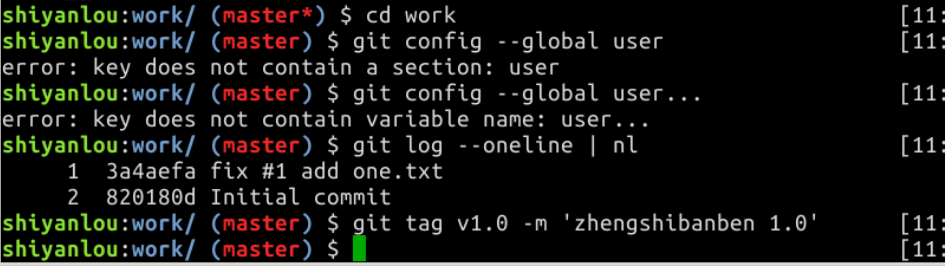 shiyanlou:work/ (master*) $ cd work [11:
shiyanlou:work/ (master) $ git config --global user [11:
error: key does not contain a section: user
shiyanlou:work/ (master) $ git config --global user... [11:
error: key does not contain variable name: user...
shiyanlou:work/ (master) $ git log --oneline | nl [11:
1 3a4aefa fix #1 add one.txt
2 820180d Initial commit
shiyanlou:work/ (master) $ git tag v1.0 -m 'zhengshibanben 1.0' [11:
shiyanlou:work/ (master) $ [11: